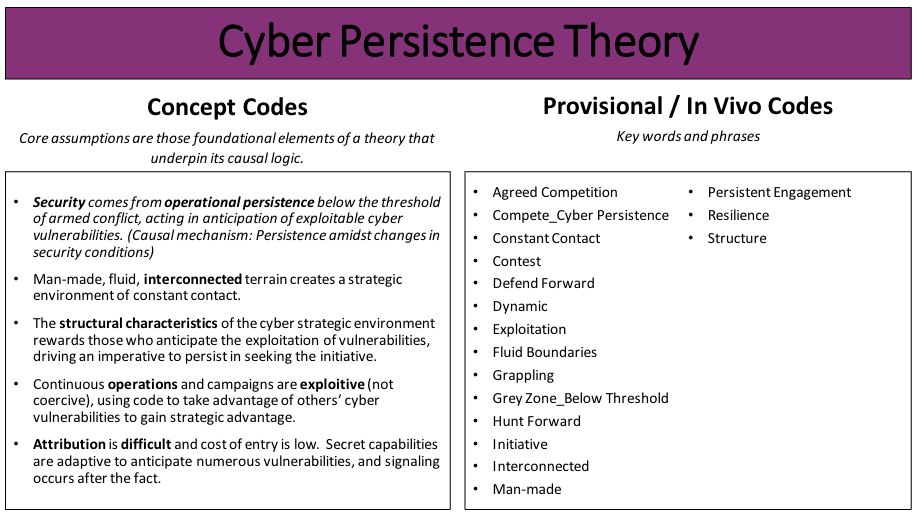 Cyber Persistence Theory
Concept Codes
Core assumptions are those foundational elements of a theory that
underpin its causal logic.
• Security comes from operational persistence below the threshold
of armed conflict, acting in anticipation of exploitable cyber
vulnerabilities. (Causal mechanism: Persistence amidst changes in
security conditions)
• Man-made, fluid, interconnected terrain creates a strategic
environment of constant contact.
• The structural characteristics of the cyber strategic environment
rewards those who anticipate the exploitation of vulnerabilities,
driving an imperative to persist in seeking the initiative.
• Continuous operations and campaigns are exploitive (not
coercive), using code to take advantage of others’ cyber
vulnerabilities to gain strategic advantage.
• Attribution is difficult and cost of entry is low. Secret capabilities
are adaptive to anticipate numerous vulnerabilities, and signaling
occurs after the fact.
Provisional / In Vivo Codes
Key words and phrases
• Agreed Competition
• Compete_Cyber Persistence
• Constant Contact
• Contest
• Defend Forward
• Dynamic
• Exploitation
• Fluid Boundaries
• Grappling
• Grey Zone_Below Threshold
• Hunt Forward
• Initiative
• Interconnected
• Man-made
• Persistent Engagement
• Resilience
• Structure